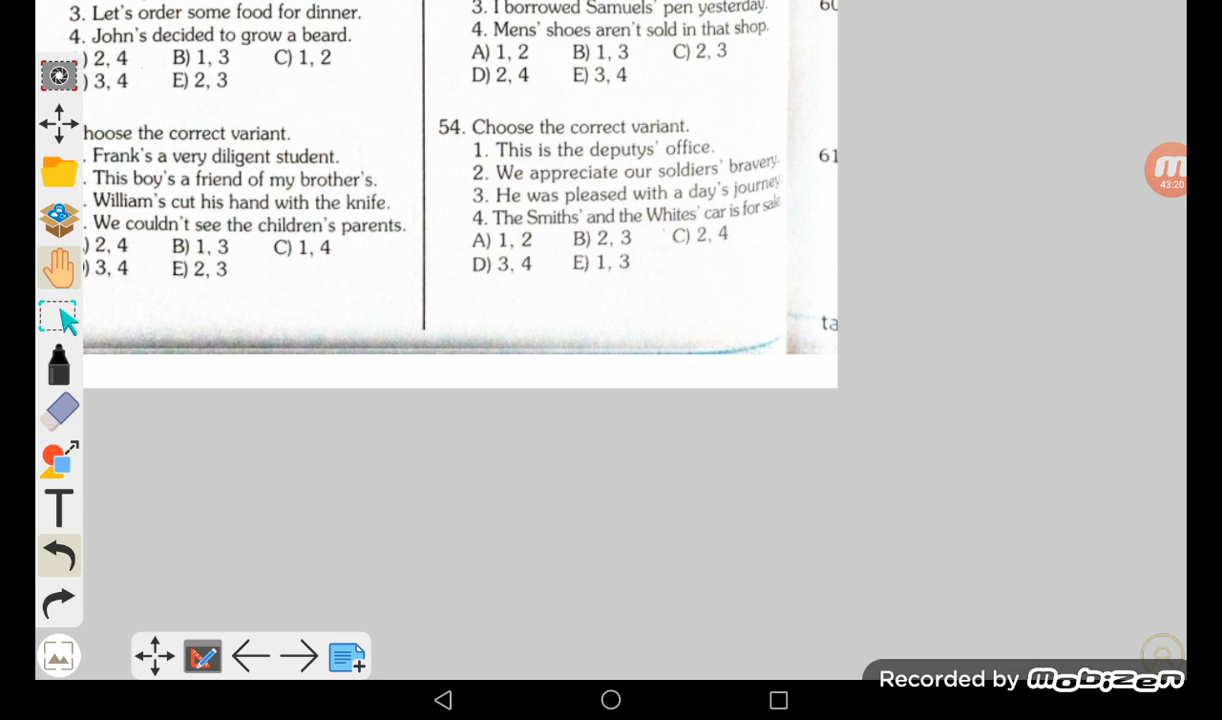 3. Let's order some food for dinner.
4. John's decided to grow a beard.
) 2, 4 B) 1, 3 C) 1, 2
) 3, 4 E) 2, 3
hoose the correct variant.
. Frank's a very diligent student.
. This boy's a friend of my brother's.
. William's cut his hand with the knife.
. We couldn't see the children's parents.
) 2, 4 B) 1, 3 C) 1, 4
) 3, 4 E) 2, 3
3. I borrowed Samuels' pen yesterday.
4. Mens' shoes aren't sold in that shop.
A) 1, 2 B) 1, 3 C) 2, 3
D) 2, 4 E) 3, 4
54. Choose the correct variant.
1. This is the deputys' office.
2. We appreciate our soldiers' bravery.
3. He was pleased with a day's journey
4. The Smiths' and the Whites' car is for sale
A) 1, 2 B) 2, 3 C) 2, 4
D) 3, 4 E) 1, 3
60
61
ta
43:20
T
Recorded by mobizen